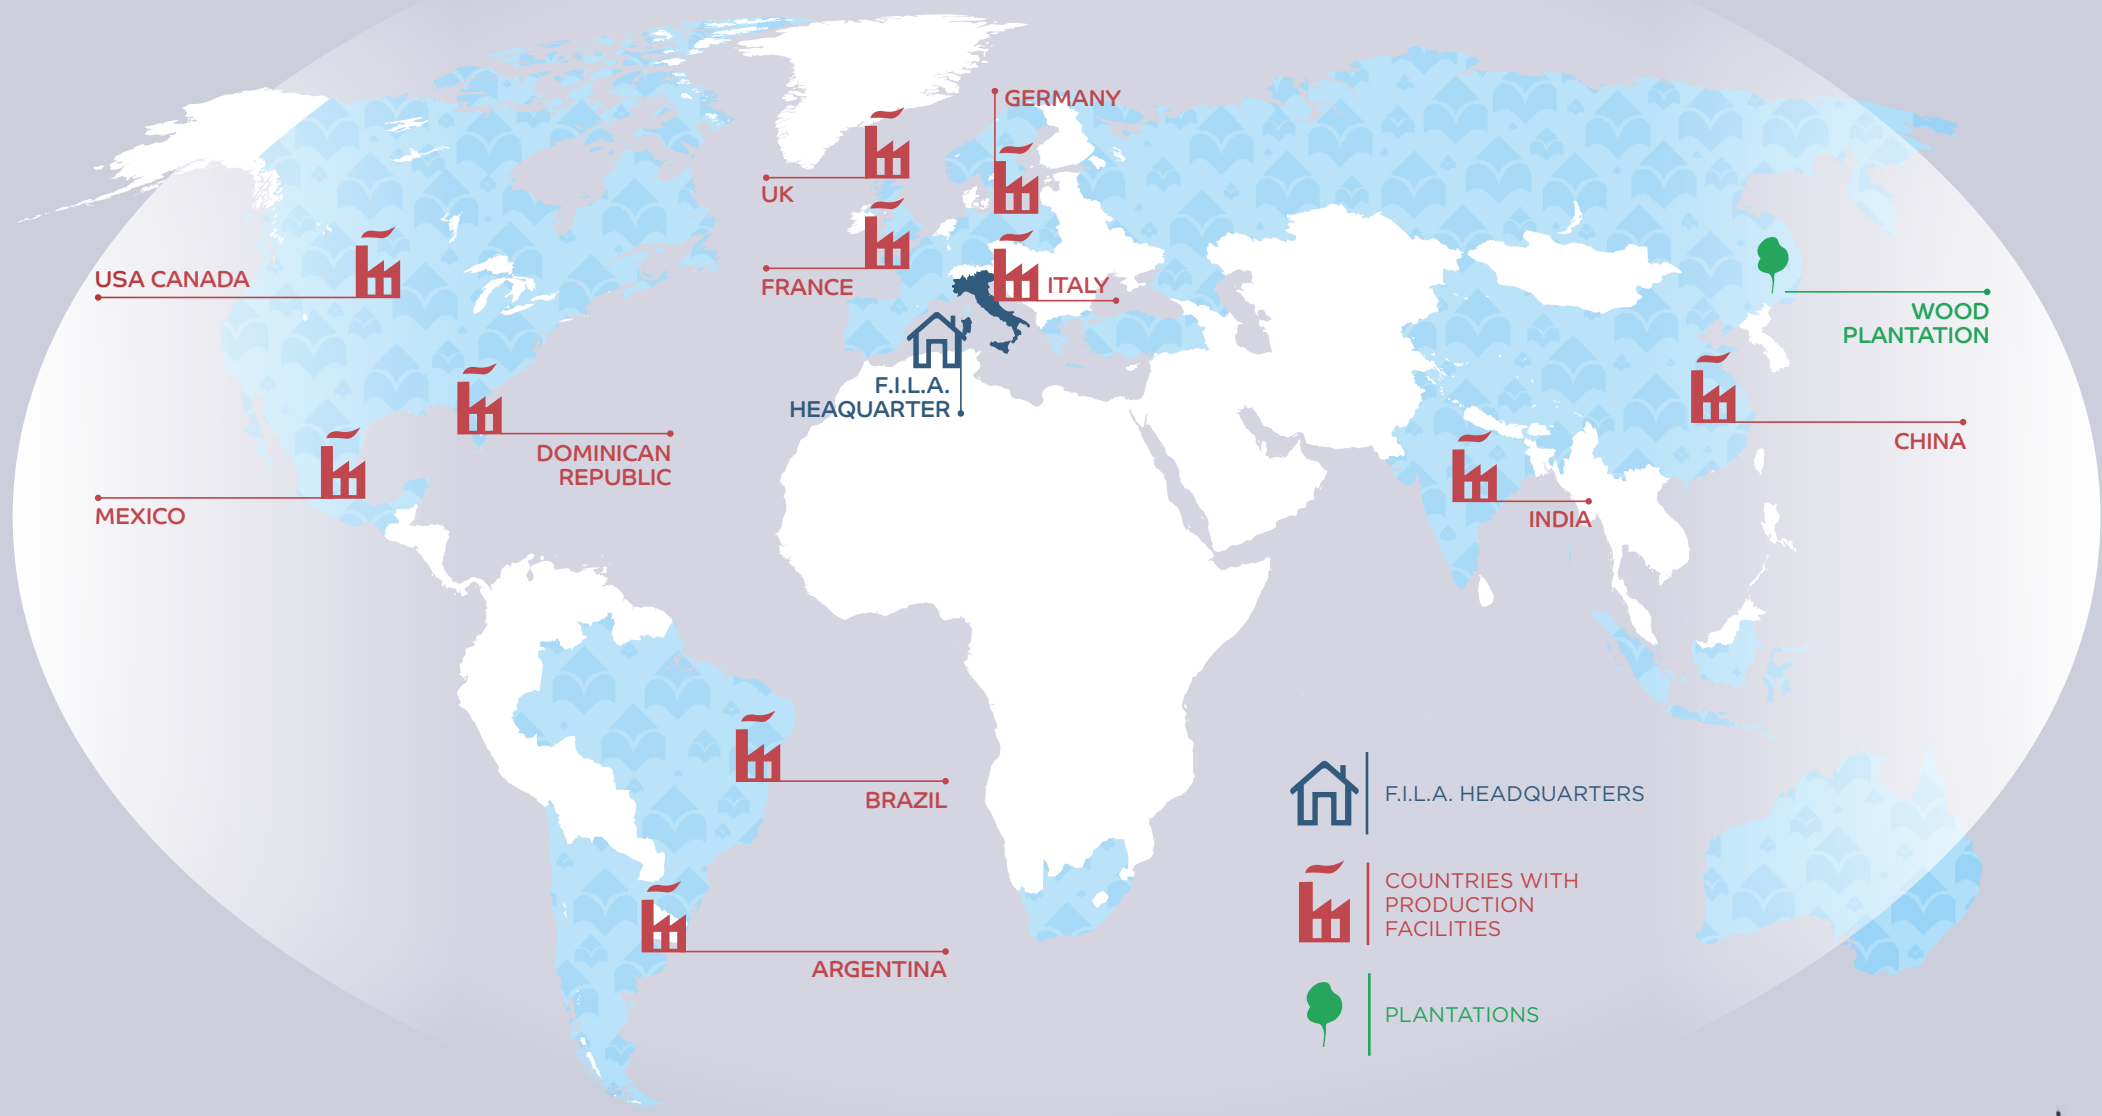 GERMANY
UK
USA CANADA
FRANCE
ITALY
WOOD
PLANTATION
F.I.L.A.
HEAQUARTER
DOMINICAN
REPUBLIC
CHINA
MEXICO
INDIA
BRAZIL
ARGENTINA
F.I.L.A. HEADQUARTERS
COUNTRIES WITH
PRODUCTION
FACILITIES
PLANTATIONS